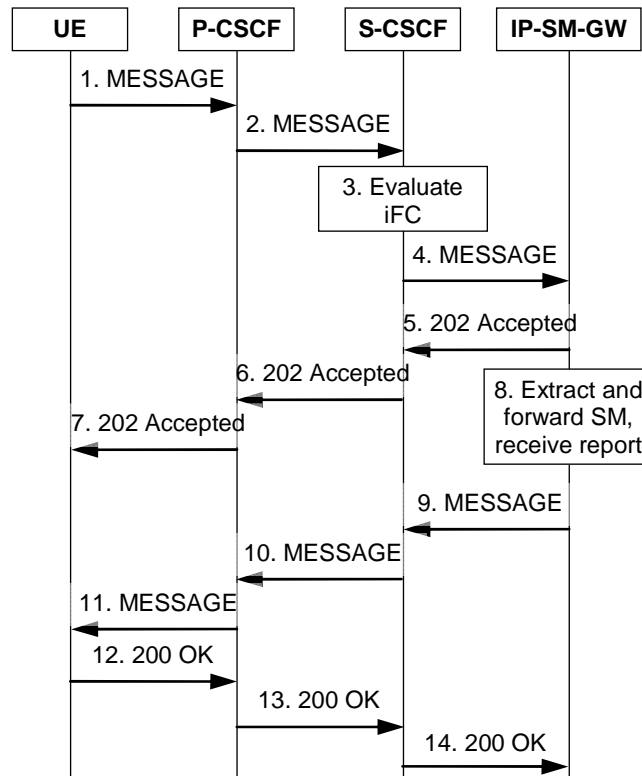 UE
P-CSCF
S-CSCF
IP-SM-GW
1. MESSAGE
2. MESSAGE
3. Evaluate
iFC
4. MESSAGE
5. 202 Accepted
6. 202 Accepted
7. 202 Accepted
8. Extract and
forward SM,
receive report
9. MESSAGE
10. MESSAGE
11. MESSAGE
12. 200 OK
13. 200 OK
14. 200 OK